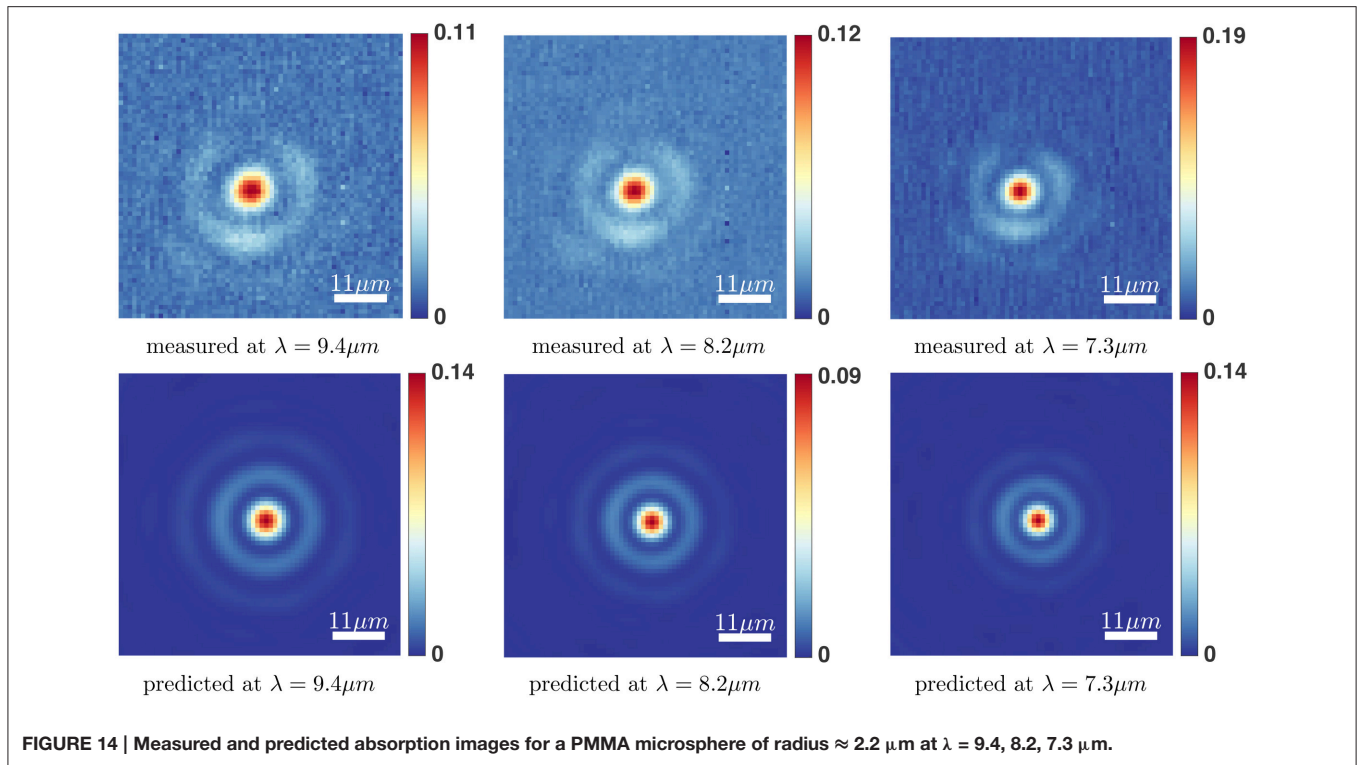 0.11
11μm
0
measured at λ = 9.4μm
0.12
11μm
0
measured at λ = 8.2μm
0.19
11μm
0
measured at λ = 7.3μm
0.14
11μm
0
predicted at λ = 9.4μm
0.09
11μm
0
predicted at λ = 8.2μm
0.14
11μm
0
predicted at λ = 7.3μm
FIGURE 14 | Measured and predicted absorption images for a PMMA microsphere of radius ≈ 2.2 μm at λ = 9.4, 8.2, 7.3 μm.